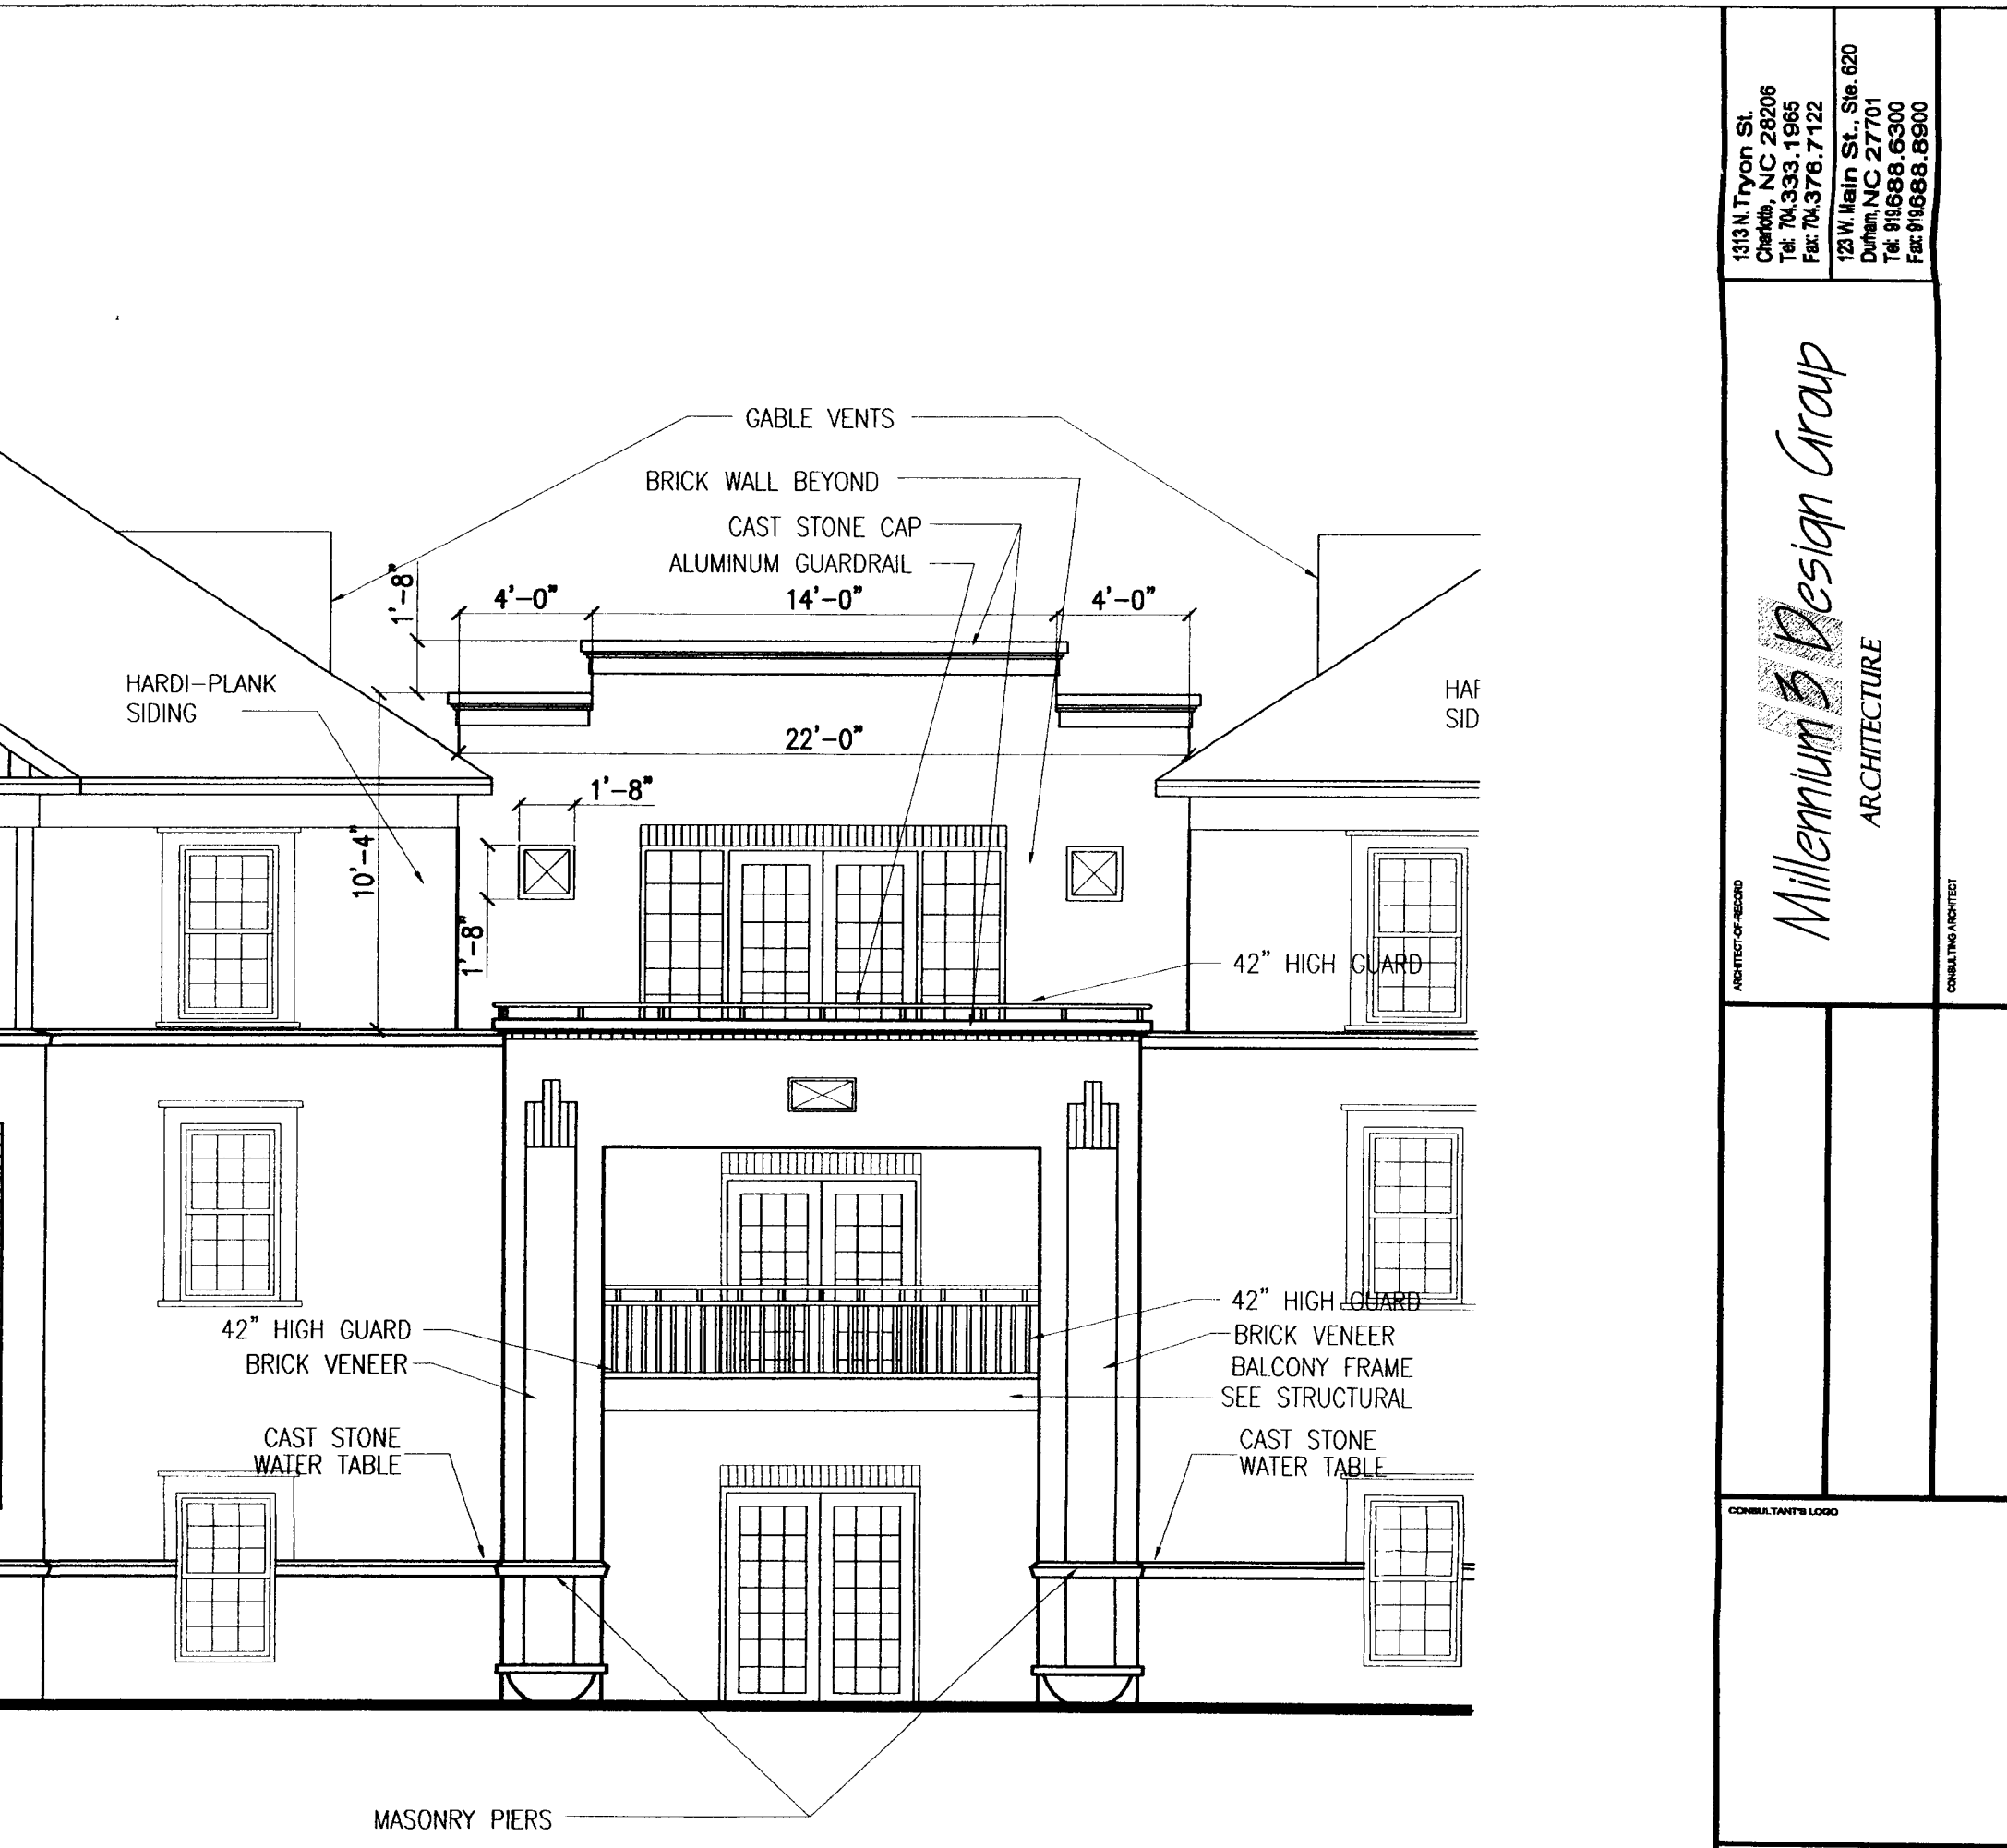 GABLE VENTS
BRICK WALL BEYOND
CAST STONE CAP
ALUMINUM GUARDRAIL
1'-8"
4'-0"
14'-0"
4'-0"
HARDI-PLANK
SIDING
HAR
SID
22'-0"
1'-8"
10'-4"
1'-8"
42" HIGH GUARD
42" HIGH GUARD
BRICK VENEER
42" HIGH GUARD
BRICK VENEER
BALCONY FRAME
SEE STRUCTURAL
CAST STONE
WATER TABLE
CAST STONE
WATER TABLE
MASONRY PIERS
1313 N. Tryon St.
Charlotte, NC 28206
Tel: 704.333.1965
Fax: 704.376.7122
123 W. Main St., Ste. 620
Durham, NC 27701
Tel: 919.688.6300
Fax: 919.688.8900
Millennium 3 Design Group
ARCHITECTURE
ARCHITECT-OF-RECORD
CONSULTING ARCHITECT
CONSULTANT'S LOGO